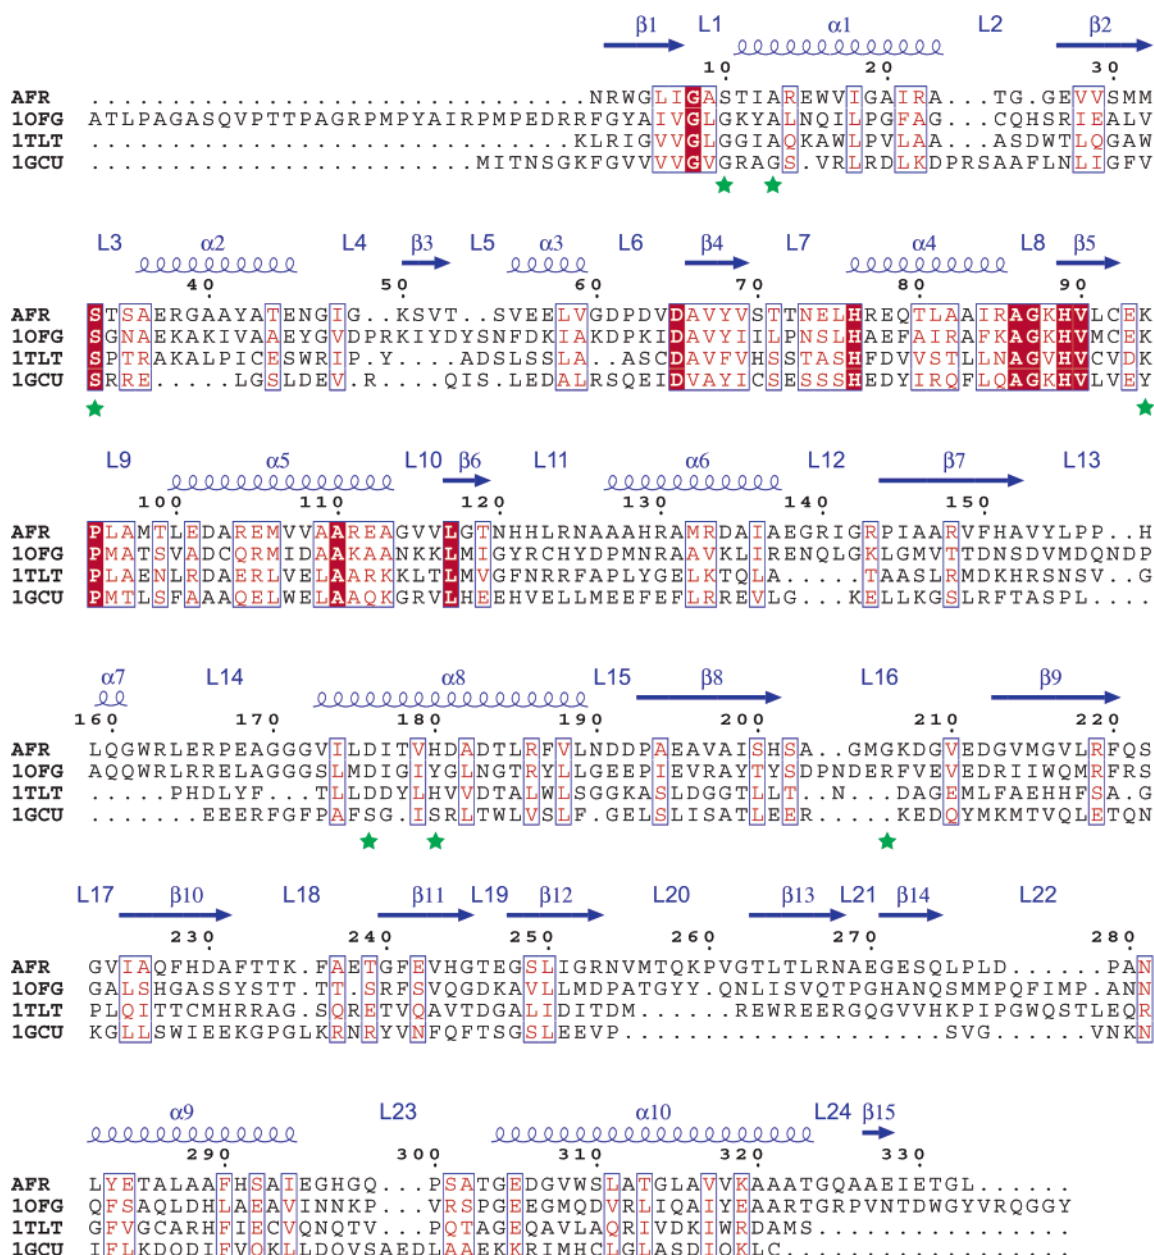 β1 L1 α1 L2 β2
10 20 30
AFR ...............................NRWGLIGASTIAREWVIGAIRA...TG.GEVVSMM
1OFG ATLPAGASQVPTTPAGRPMPYAIRPMPEDRRFGYAIVGLGKYALNQILPGFAG...CQHSRIEALV
1TLT ..............................KLRIGVVGLGGIAQKAWLPVLAA...ASDWTLQGAW
1GCU ........................MITNSGKFGVVVVGVGRAGS.VRLRDLKDPRSAAFLNLIGFV
L3 α2 L4 β3 L5 α3 L6 β4 L7 α4 L8 β5
40 50 60 70 80 90
AFR STSAERGAAYATENGIG..KSVT..SVEELVGDPDVDAVYVSTTNELHREQTLAAIRAGKHVLCEK
1OFG SGNAEKAKIVAAEYGVDPRKIYDYSNFDKIAKDPKIDAVYIILPNSLHAEFAIRAFKAGKHVMCEK
1TLT SPTRAKALPICESWRIP.Y....ADSLSSLA..ASCDAVFVHSSTASHFDVVSTLLNAGVHVCVDK
1GCU SRRE.....LGSLDEV.R....QIS.LEDALRSQEIDVAYICSESSSHEDYIRQFLQAGKHVLVEY
L9 α5 L10 β6 L11 α6 L12 β7 L13
100 110 120 130 140 150
AFR PLAMTLEDAREMVVAAREAGVVLGTNHHLRNAAAHRAMRDAIAEGRIGRPIAARVFHAVYLPP..H
1OFG PMATSVADCQRMIDAAKAANKKLMIGYRCHYDPMNRAAVKLIRENQLGKLGMVTTDNSDVMDQNDP
1TLT PLAENLRDAERLVELAARKKLTLMVGFNRRFAPLYGELKTQLA.....TAASLRMDKHRSNSV..G
1GCU PMTLSFAAAQELWELAAQKGRVLHEEHVELLMEEFEFLRREVLG...KELLKGSLRFTASPL....
α7 L14 α8 L15 β8 L16 β9
160 170 180 190 200 210 220
AFR LQGWRLERPEAGGGVILDITVHDADTLRFVLNDDPAEAVAISHSA..GMGKDGVEDGVMGVLRFQS
1OFG AQQWRLRRELAGGGSLMDIGIYGLNGTRYLLGEEPIEVRAYTYSDPNDERFVEVEDRIIWQMRFRS
1TLT .....PHDLYF...TLLDDYLHVVDTALWLSGGKASLDGGTLLT..N...DAGEMLFAEHHFSA.G
1GCU .......EEERFGFPAFSG.ISRLTWLVSLF.GELSLISATLEER.....KEDQYMKMTVQLETQN
L17 β10 L18 β11 L19 β12 L20 β13 L21 β14 L22
230 240 250 260 270 280
AFR GVIAQFHDAFTTK.FAETGFEVHGTEGSLIGRNVMTQKPVGTLTLRNAEGESQLPLD......PAN
1OFG GALSHGASSYSTT.TT.SRFSVQGDKAVLLMDPATGYY.QNLISVQTPGHANQSMMPQFIMP.ANN
1TLT PLQITTCMHRRAG.SQRETVQAVTDGALIDITDM......REWREERGQGVVHKPIPGWQSTLEQR
1GCU KGLLSWIEEKGPGLKRNRYVNFQFTSGSLEEVP....................SVG......VNKN
α9 L23 α10 L24 β15
290 300 310 320 330
AFR LYETALAAFHSAIEGHGQ...PSATGEDGVWSLATGLAVVKAAATGQAAEIETGL......
1OFG QFSAQLDHLAEAVINNKP...VRSPGEEGMQDVRLIQAIYEAARTGRPVNTDWGYVRQGGY
1TLT GFVGCARHFIECVQNQTV...PQTAGEQAVLAQRIVDKIWRDAMS................
1GCU IFLKDQDIFVQKLLDQVSAEDLAAEKKRIMHCLGLASDIQKLC..................